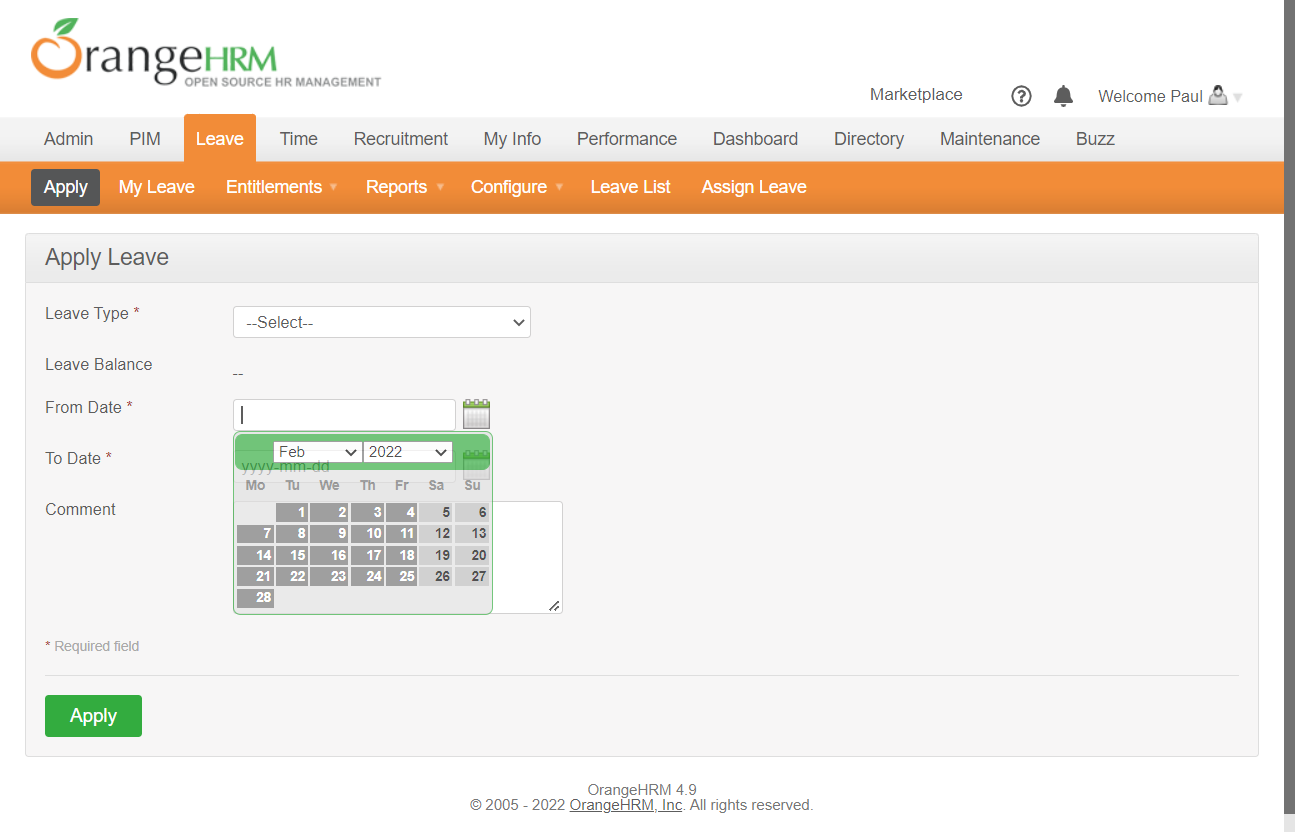 OrangeHRM
OPEN SOURCE HR MANAGEMENT
Marketplace ? Welcome Paul
Admin PIM Leave Time Recruitment My Info Performance Dashboard Directory Maintenance Buzz
Apply My Leave Entitlements Reports Configure Leave List Assign Leave
Apply Leave
Leave Type * --Select--
Leave Balance --
From Date *
Feb 2022
To Date * yyyy-mm-dd
Mo Tu We Th Fr Sa Su
Comment
1 2 3 4 5 6
7 8 9 10 11 12 13
14 15 16 17 18 19 20
21 22 23 24 25 26 27
28
* Required field
Apply
OrangeHRM 4.9
© 2005 - 2022 OrangeHRM, Inc. All rights reserved.